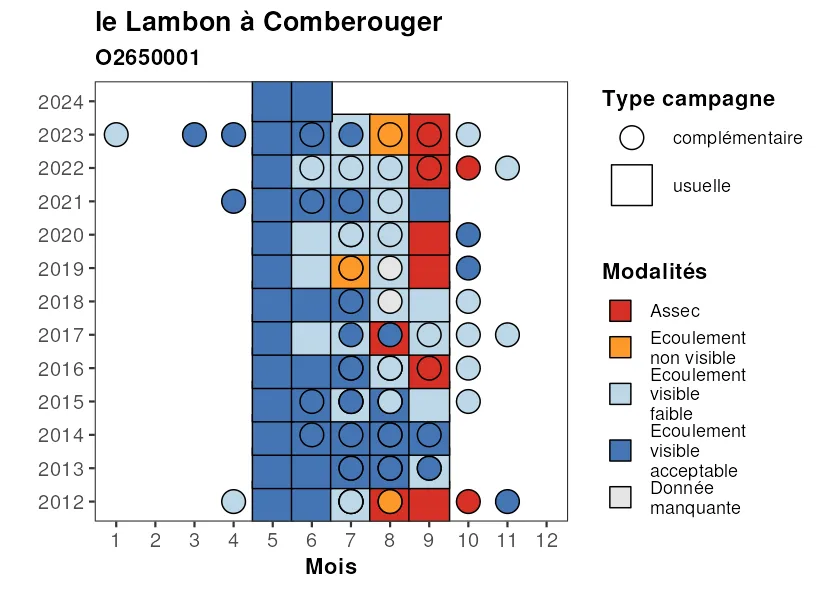 le Lambon à Comberouger
O2650001
2024
2023
2022
2021
2020
2019
2018
2017
2016
2015
2014
2013
2012
1 2 3 4 5 6 7 8 9 10 11 12
Mois
Type campagne
complémentaire
usuelle
Modalités
Assec
Ecoulement
non visible
Ecoulement
visible
faible
Ecoulement
visible
acceptable
Donnée
manquante